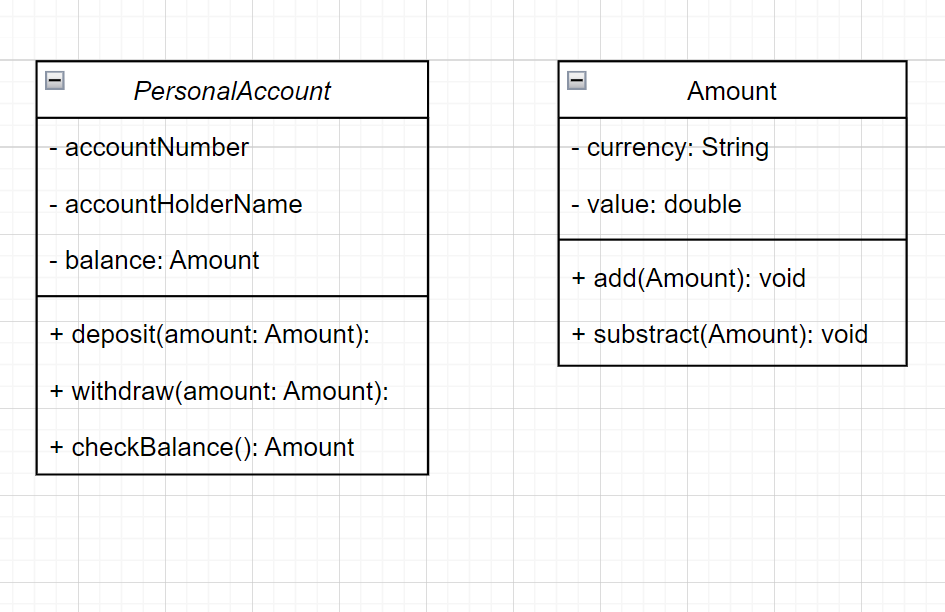 PersonalAccount
- accountNumber
- accountHolderName
- balance: Amount
+ deposit(amount: Amount):
+ withdraw(amount: Amount):
+ checkBalance(): Amount
Amount
- currency: String
- value: double
+ add(Amount): void
+ substract(Amount): void